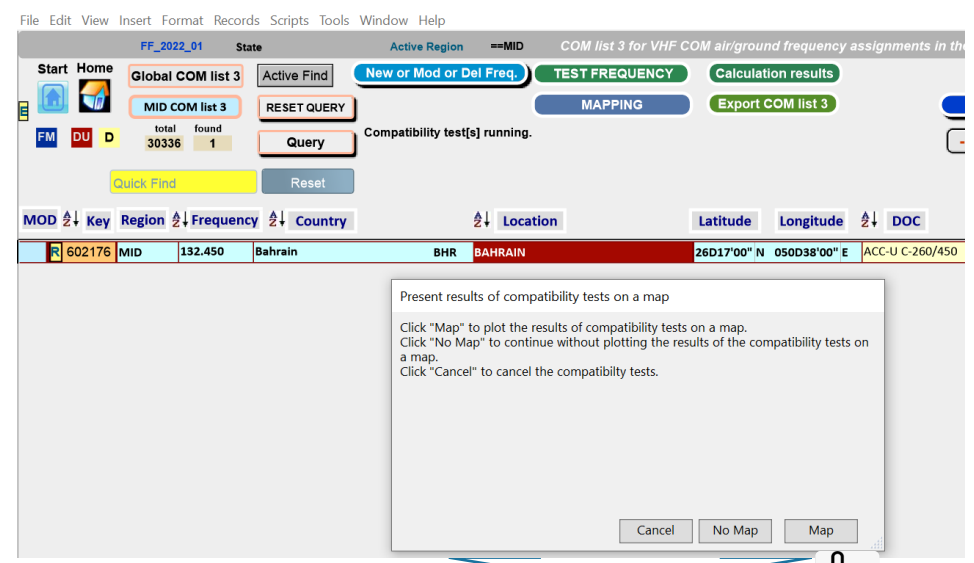 File Edit View Insert Format Records Scripts Tools Window Help
FF_2022_01 State Active Region ==MID COM list 3 for VHF COM air/ground frequency assignments in the
Start Home Global COM list 3 Active Find New or Mod or Del Freq. TEST FREQUENCY Calculation results
E MID COM list 3 RESET QUERY MAPPING Export COM list 3
FM DU D total found Compatibility test[s] running.
30336 1 Query
Quick Find Reset
MOD Key Region Frequency Country Location Latitude Longitude DOC
R 602176 MID 132.450 Bahrain BHR BAHRAIN 26D17'00" N 050D38'00" E ACC-U C-260/450
Present results of compatibility tests on a map
Click "Map" to plot the results of compatibility tests on a map.
Click "No Map" to continue without plotting the results of the compatibility tests on
a map.
Click "Cancel" to cancel the compatibilty tests.
Cancel No Map Map